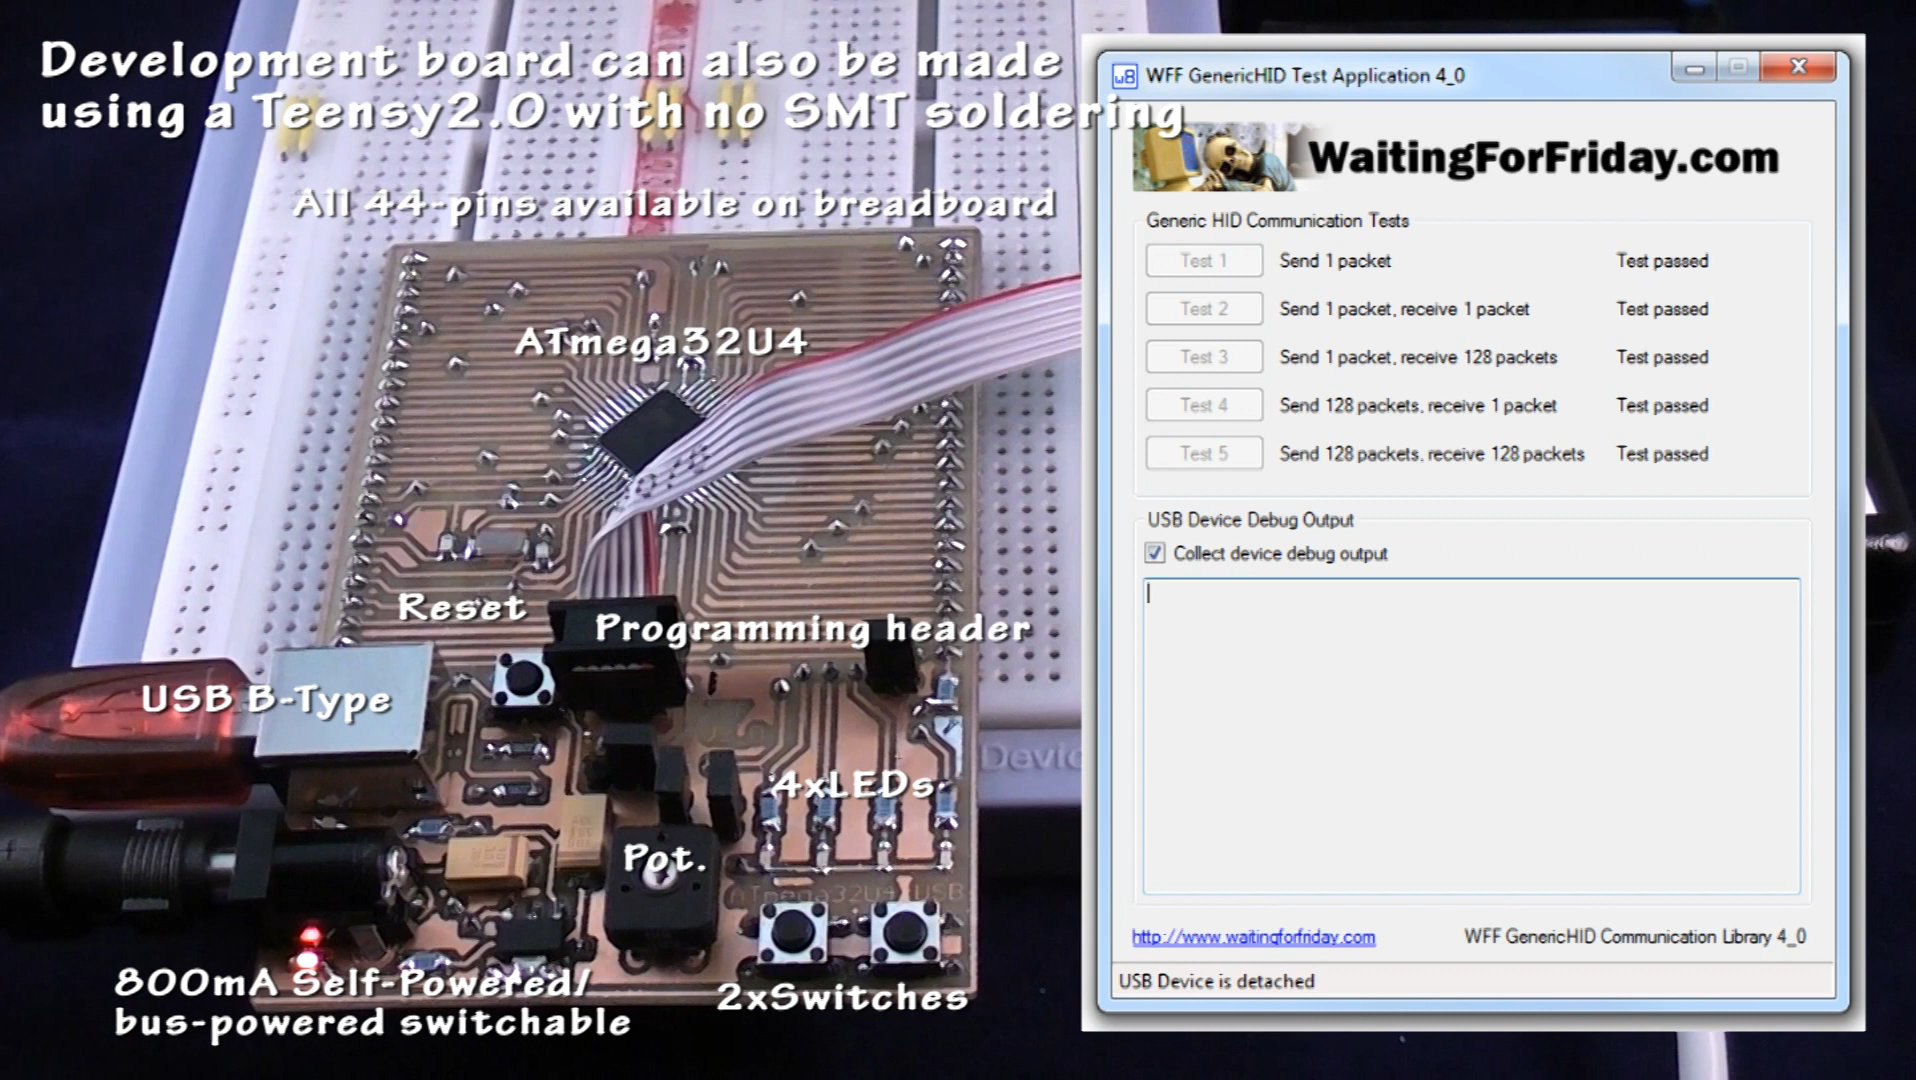 Development board can also be made
using a Teensy2.0 with no SMT soldering
All 44-pins available on breadboard
ATmega32U4
Reset
Programming header
USB B-Type
4xLEDs
Pot.
ATmega32U4 USB
800mA Self-Powered/
bus-powered switchable
2xSwitches
WFF GenericHID Test Application 4_0
WaitingForFriday.com
Generic HID Communication Tests
Test 1 Send 1 packet Test passed
Test 2 Send 1 packet, receive 1 packet Test passed
Test 3 Send 1 packet, receive 128 packets Test passed
Test 4 Send 128 packets, receive 1 packet Test passed
Test 5 Send 128 packets, receive 128 packets Test passed
USB Device Debug Output
Collect device debug output
http://www.waitingforfriday.com WFF GenericHID Communication Library 4_0
USB Device is detached